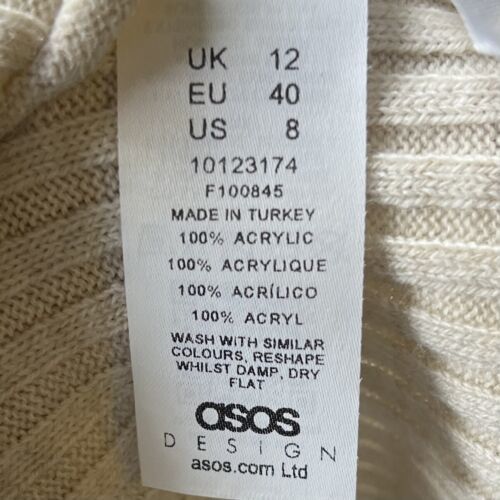 UK 12
EU 40
US 8
10123174
F100845
MADE IN TURKEY
100% ACRYLIC
100% ACRYLIQUE
100% ACRÍLICO
100% ACRYL
WASH WITH SIMILAR
COLOURS, RESHAPE
WHILST DAMP, DRY
FLAT
asos
DESIGN
asos.com Ltd